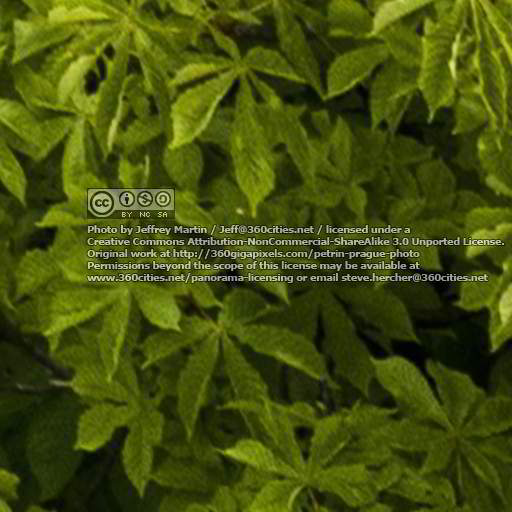 cc BY NC SA
Photo by Jeffrey Martin / Jeff@360cities.net / licensed under a
Creative Commons Attribution-NonCommercial-ShareAlike 3.0 Unported License.
Original work at http://360gigapixels.com/petrin-prague-photo
Permissions beyond the scope of this license may be available at
www.360cities.net/panorama-licensing or email steve.hercher@360cities.net